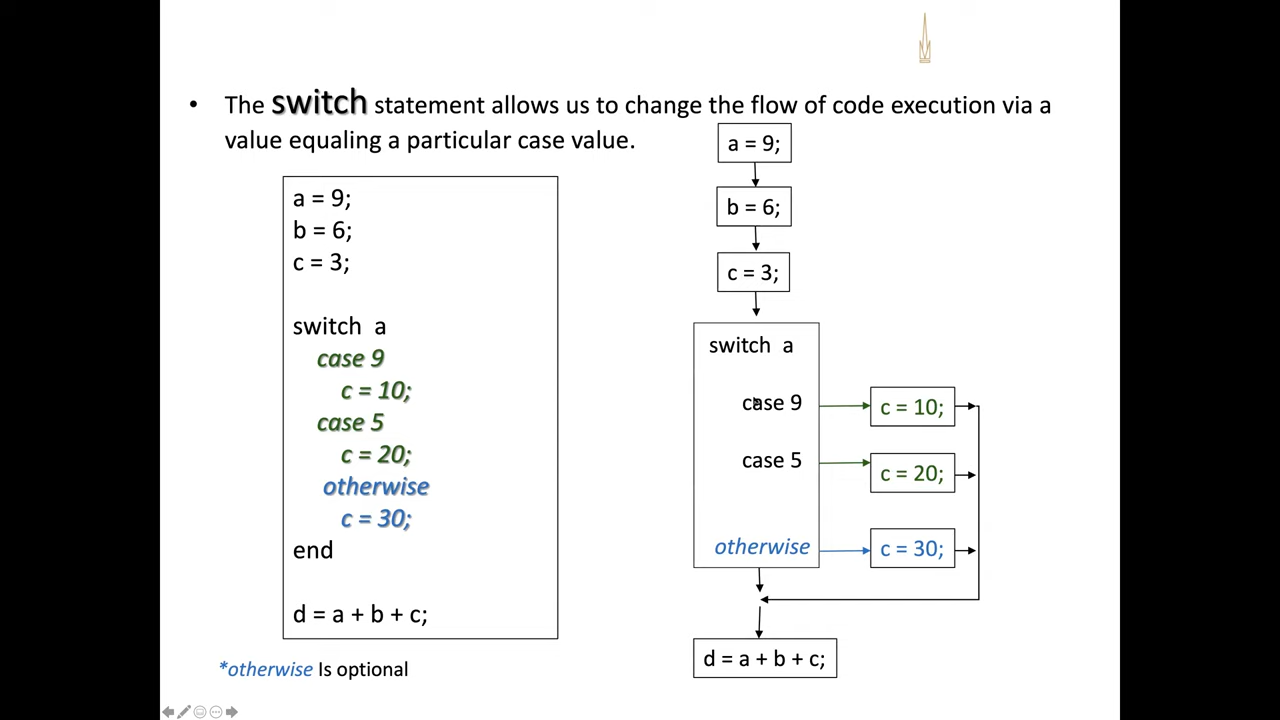 • The switch statement allows us to change the flow of code execution via a
value equaling a particular case value.
a = 9;
b = 6;
c = 3;
switch a
case 9
c = 10;
case 5
c = 20;
otherwise
c = 30;
end
d = a + b + c;
*otherwise Is optional
a = 9;
b = 6;
c = 3;
switch a
case 9
c = 10;
case 5
c = 20;
otherwise
c = 30;
d = a + b + c;